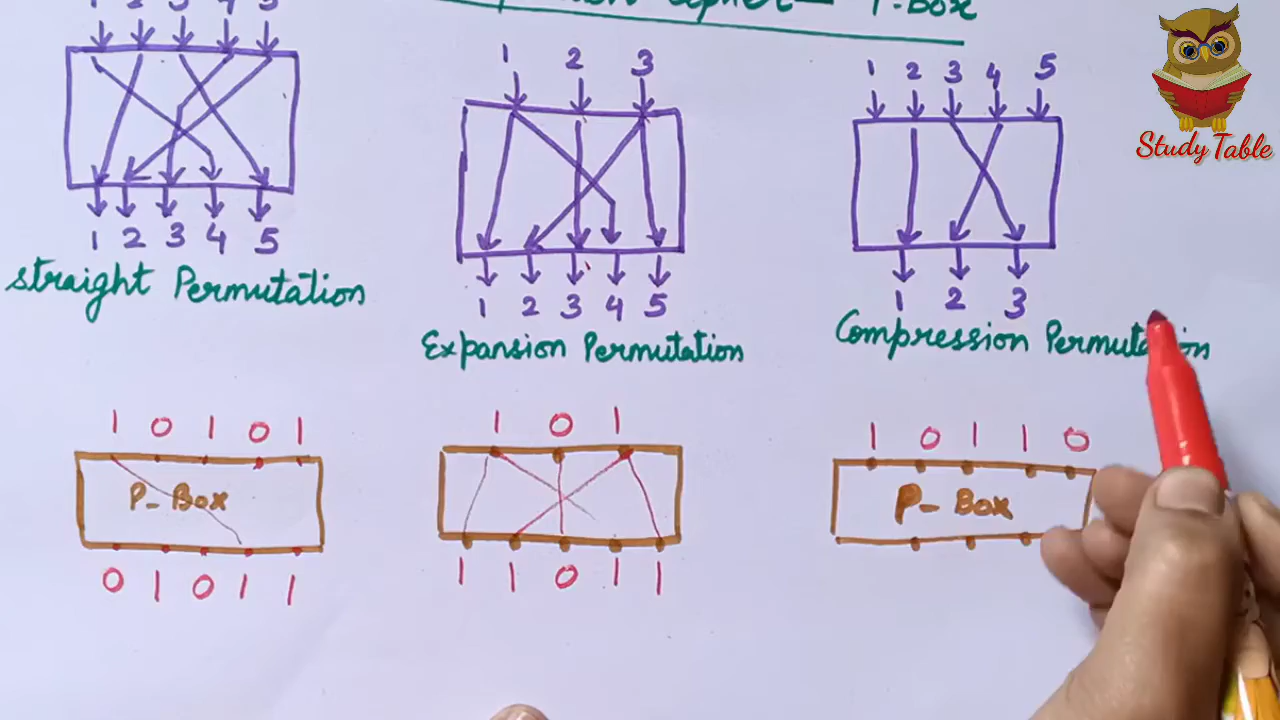 P-Box
1 2 3 4 5
1 2 3 4 5
Straight Permutation
1 2 3
1 2 3 4 5
Expansion Permutation
1 2 3 4 5
1 2 3
Compression Permutation
1 0 1 0 1
P-Box
0 1 0 1 1
1 0 1
1 1 0 1 1
1 0 1 1 0
P-Box
Study Table